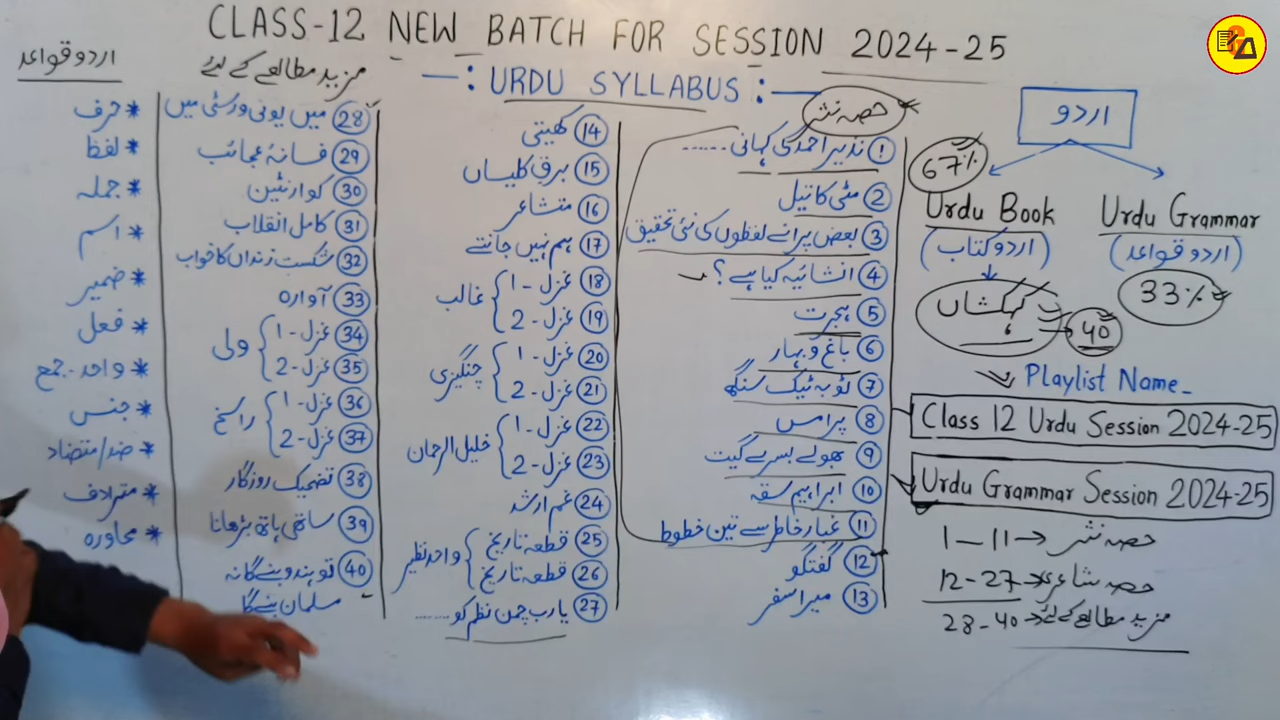 CLASS-12 NEW BATCH FOR SESSION 2024-25
—: URDU SYLLABUS :—
اردو
67%
Urdu Book
(اردو کتاب)
کہکشاں
40
Urdu Grammar
(اردو قواعد)
33%
Playlist Name_
Class 12 Urdu Session 2024-25
Urdu Grammar Session 2024-25
حصہ نثر → 1 – 11
حصہ شاعری → 12-27
مزید مطالعے کے لئے → 28-40
حصہ نثر
1 نذیر احمد کی کہانی ......
2 مٹی کا تیل
3 بعض پرانے لفظوں کی نئی تحقیق
4 انشائیہ کیا ہے؟
5 ہجرت
6 باغ و بہار
7 ٹوبہ ٹیک سنگھ
8 پرامس
9 بھولے بسرے گیت
10 ابراہیم سقہ
11 غبار خاطر سے تین خطوط
12 گفتگو
13 میرا سفر
14 کھیتی
15 برق کلیساں
16 متشاعر
17 ہم نہیں جانتے
18 غزل - 1
19 غزل - 2
غالب
20 غزل - 1
21 غزل - 2
چنگیزی
22 غزل - 1
23 غزل - 2
خلیل الرحمان
24 غم ارشد
25 قطعہ تاریخ
26 قطعہ تاریخ
واحد نظیر
27 یارب چمن نظم کو ......
مزید مطالعے کے لئے
28 میں یونی ورسٹی میں
29 فسانۂ عجائب
30 کوارنٹین
31 کامل انقلاب
32 شکست زنداں کا خواب
33 آوارہ
34 غزل - 1
35 غزل - 2
ولی
36 غزل - 1
37 غزل - 2
راسخ
38 تضحیک روزگار
39 ساتھی ہاتھ بڑھانا
40 تو ہندو بنے گا نہ
مسلمان بنے گا
اردو قواعد
* حرف
* لفظ
* جملہ
* اسم
* ضمیر
* فعل
* واحد - جمع
* جنس
* ضد/متضاد
* مترادف
* محاورہ